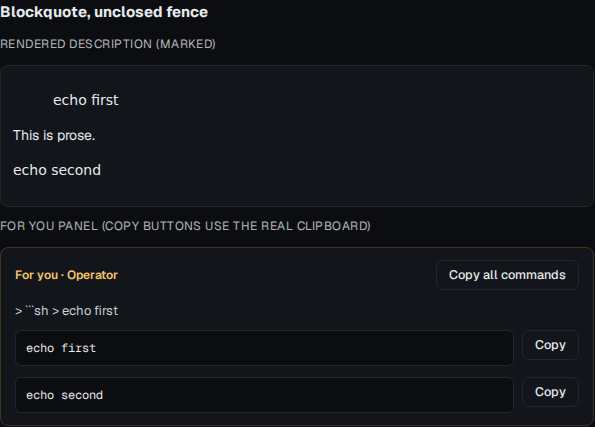 Blockquote, unclosed fence
RENDERED DESCRIPTION (MARKED)
echo first
This is prose.
echo second
FOR YOU PANEL (COPY BUTTONS USE THE REAL CLIPBOARD)
For you · Operator
Copy all commands
> ```sh > echo first
echo first
Copy
echo second
Copy